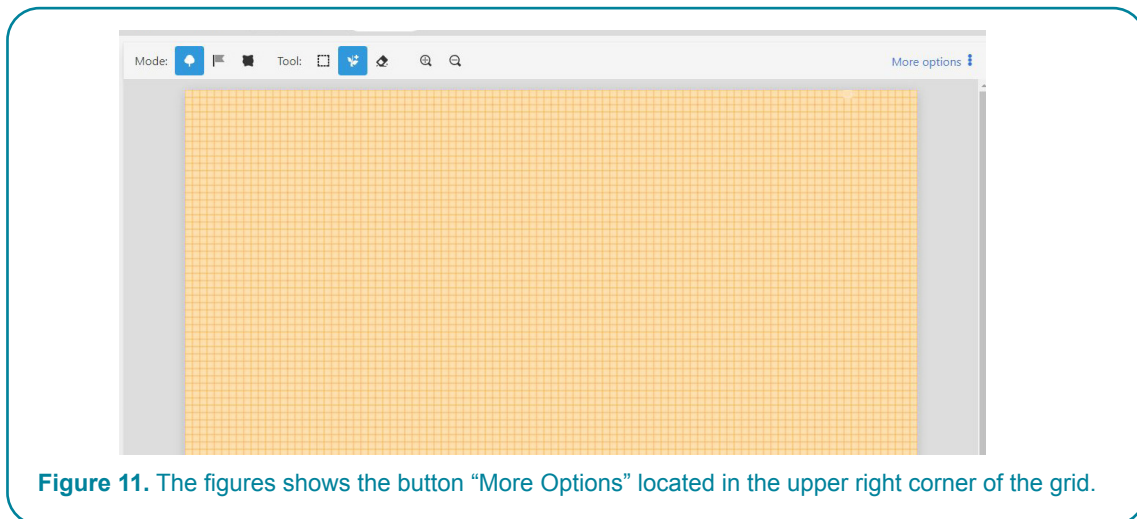 Mode: Tool: More options
Figure 11. The figures shows the button “More Options” located in the upper right corner of the grid.